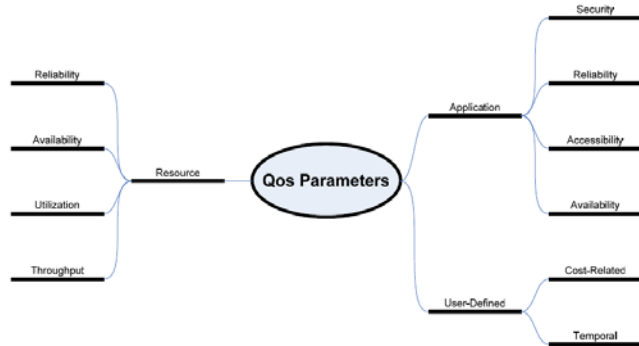 Qos Parameters
Resource
Reliability
Availability
Utilization
Throughput
Application
Security
Reliability
Accessibility
Availability
User-Defined
Cost-Related
Temporal